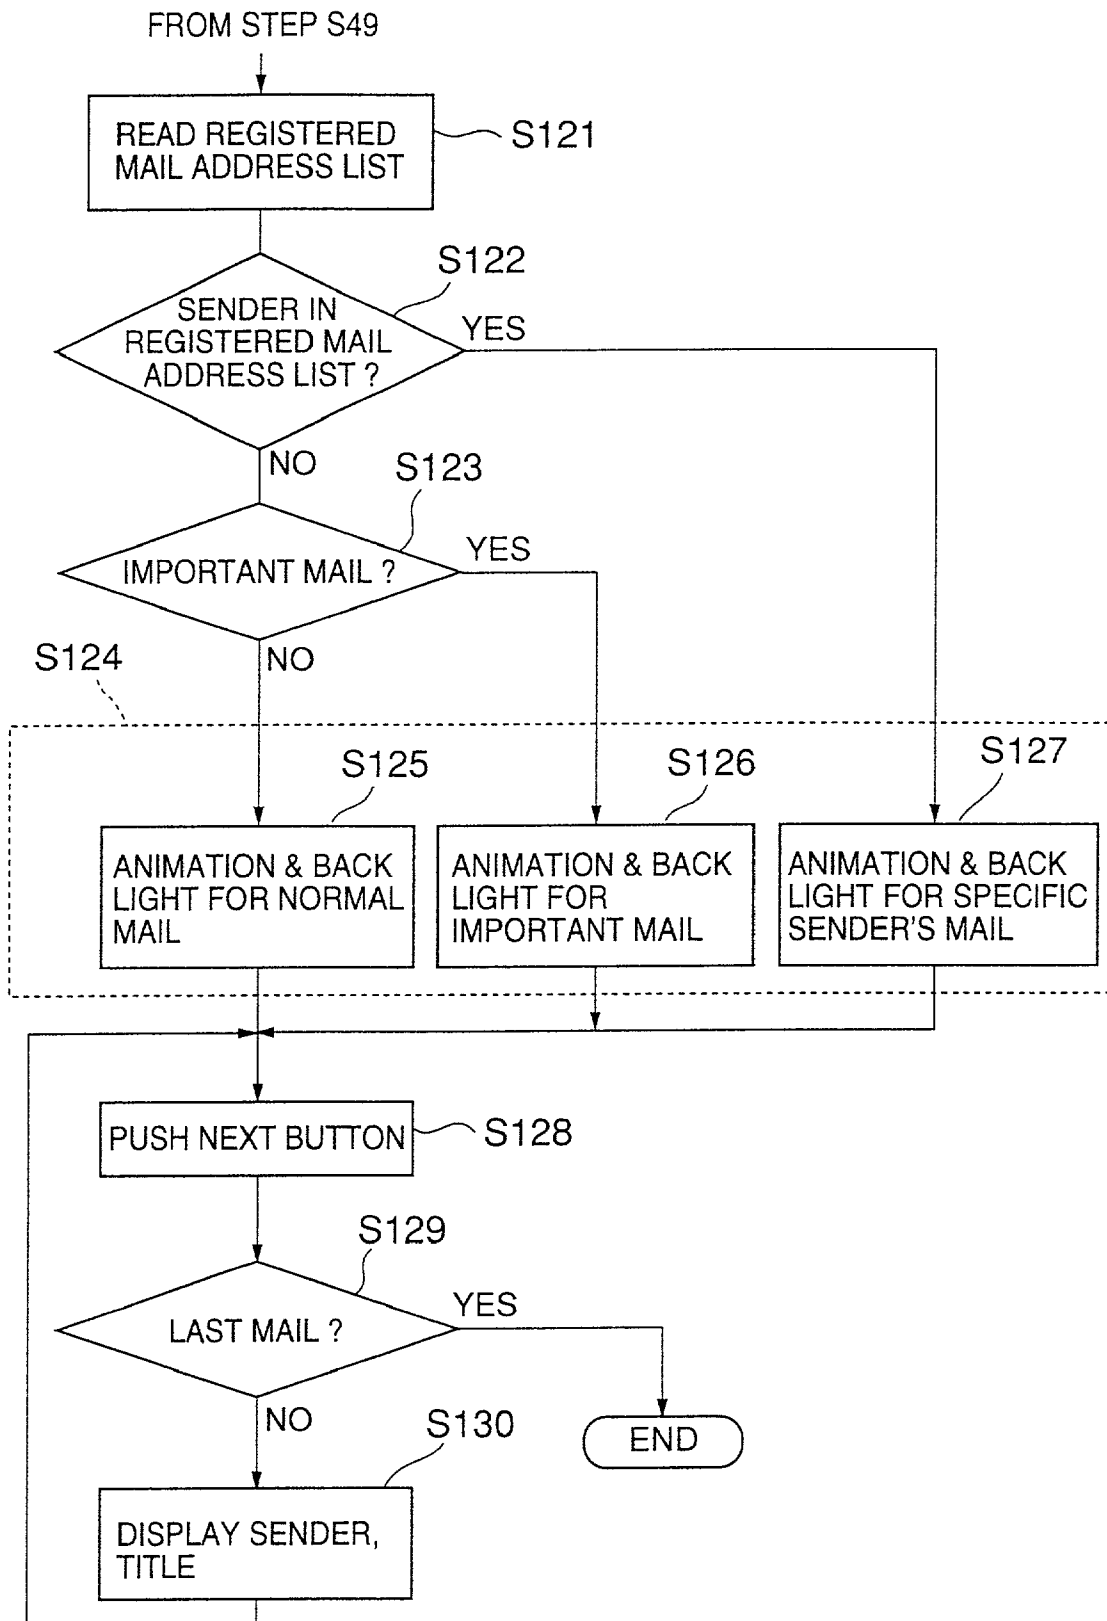 FROM STEP S49
READ REGISTERED
MAIL ADDRESS LIST
S121
S122
SENDER IN
REGISTERED MAIL
ADDRESS LIST ?
YES
NO
S123
IMPORTANT MAIL ?
YES
NO
S124
S125
S126
S127
ANIMATION & BACK
LIGHT FOR NORMAL
MAIL
ANIMATION & BACK
LIGHT FOR
IMPORTANT MAIL
ANIMATION & BACK
LIGHT FOR SPECIFIC
SENDER'S MAIL
PUSH NEXT BUTTON
S128
S129
LAST MAIL ?
YES
NO
END
S130
DISPLAY SENDER,
TITLE